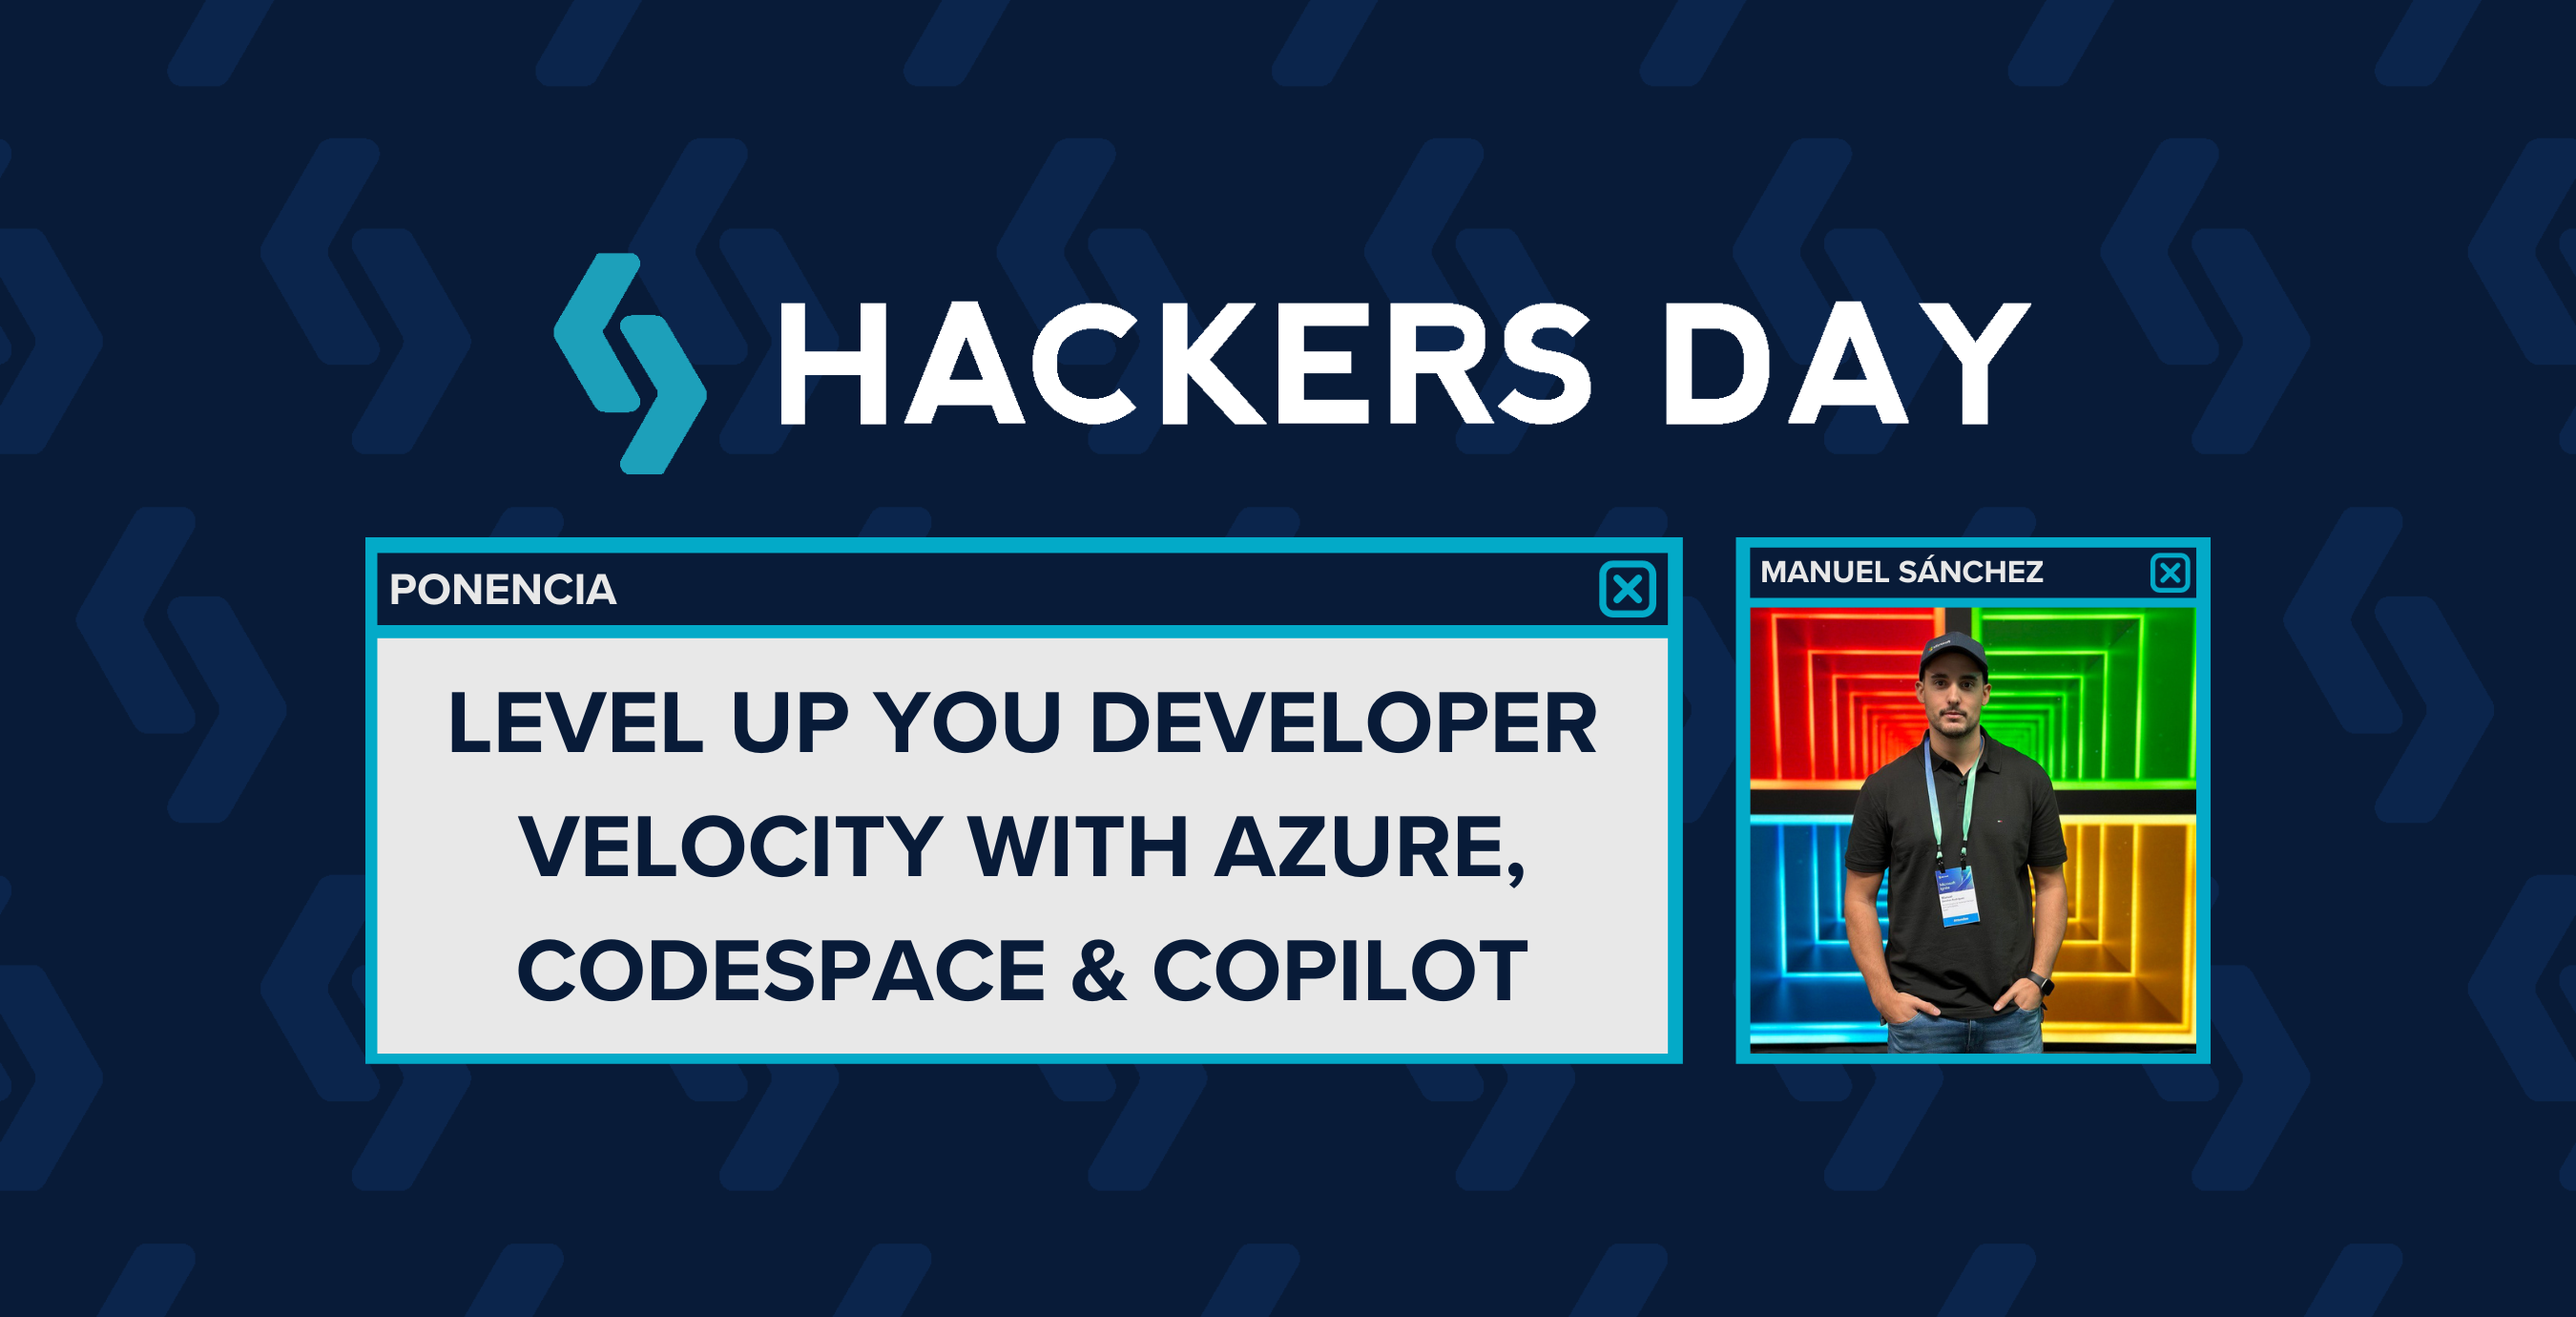 HACKERS DAY
PONENCIA
LEVEL UP YOU DEVELOPER
VELOCITY WITH AZURE,
CODESPACE & COPILOT
MANUEL SÁNCHEZ